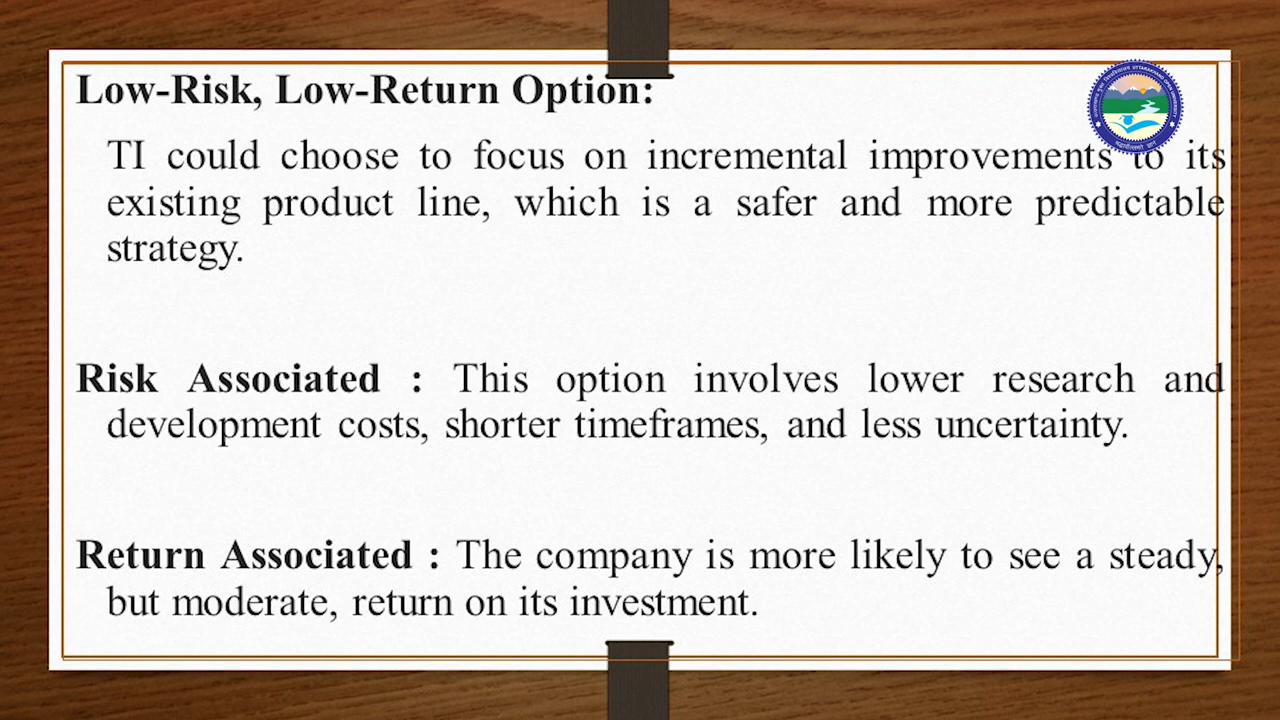 Low-Risk, Low-Return Option:
TI could choose to focus on incremental improvements to its
existing product line, which is a safer and more predictable
strategy.
Risk Associated : This option involves lower research and
development costs, shorter timeframes, and less uncertainty.
Return Associated : The company is more likely to see a steady,
but moderate, return on its investment.